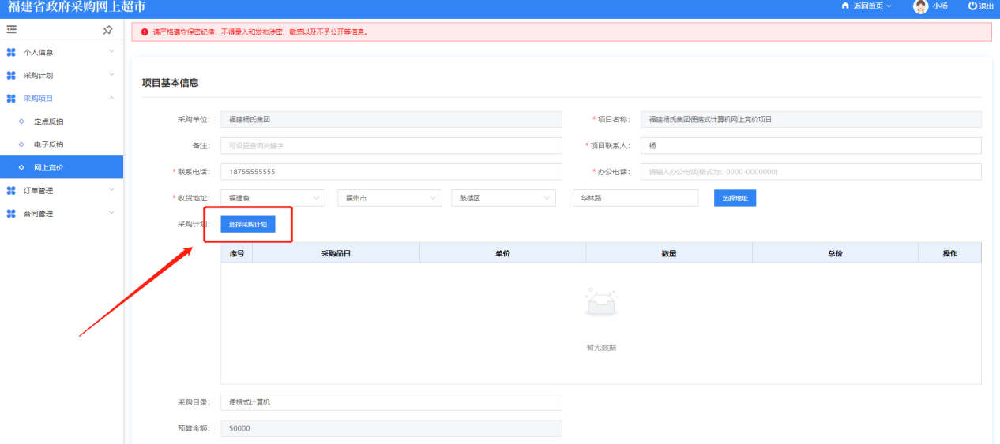 福建省政府采购网上超市
返回首页
小杨
退出
请严格遵守保密纪律，不得录入和发布涉密、敏感以及不予公开等信息。
个人信息
采购计划
采购项目
定点反拍
电子反拍
网上竞价
订单管理
合同管理
项目基本信息
采购单位： 福建杨氏集团
*项目名称： 福建杨氏集团便携式计算机网上竞价项目
备注： 可设置查询关键字
*项目联系人： 杨
*联系电话： 18755555555
*办公电话： 请输入办公电话(格式为：0000-0000000)
*收货地址： 福建省 福州市 鼓楼区 华林路 选择地址
采购计划： 选择采购计划
序号 采购品目 单价 数量 总价 操作
暂无数据
采购目录： 便携式计算机
预算金额： 50000